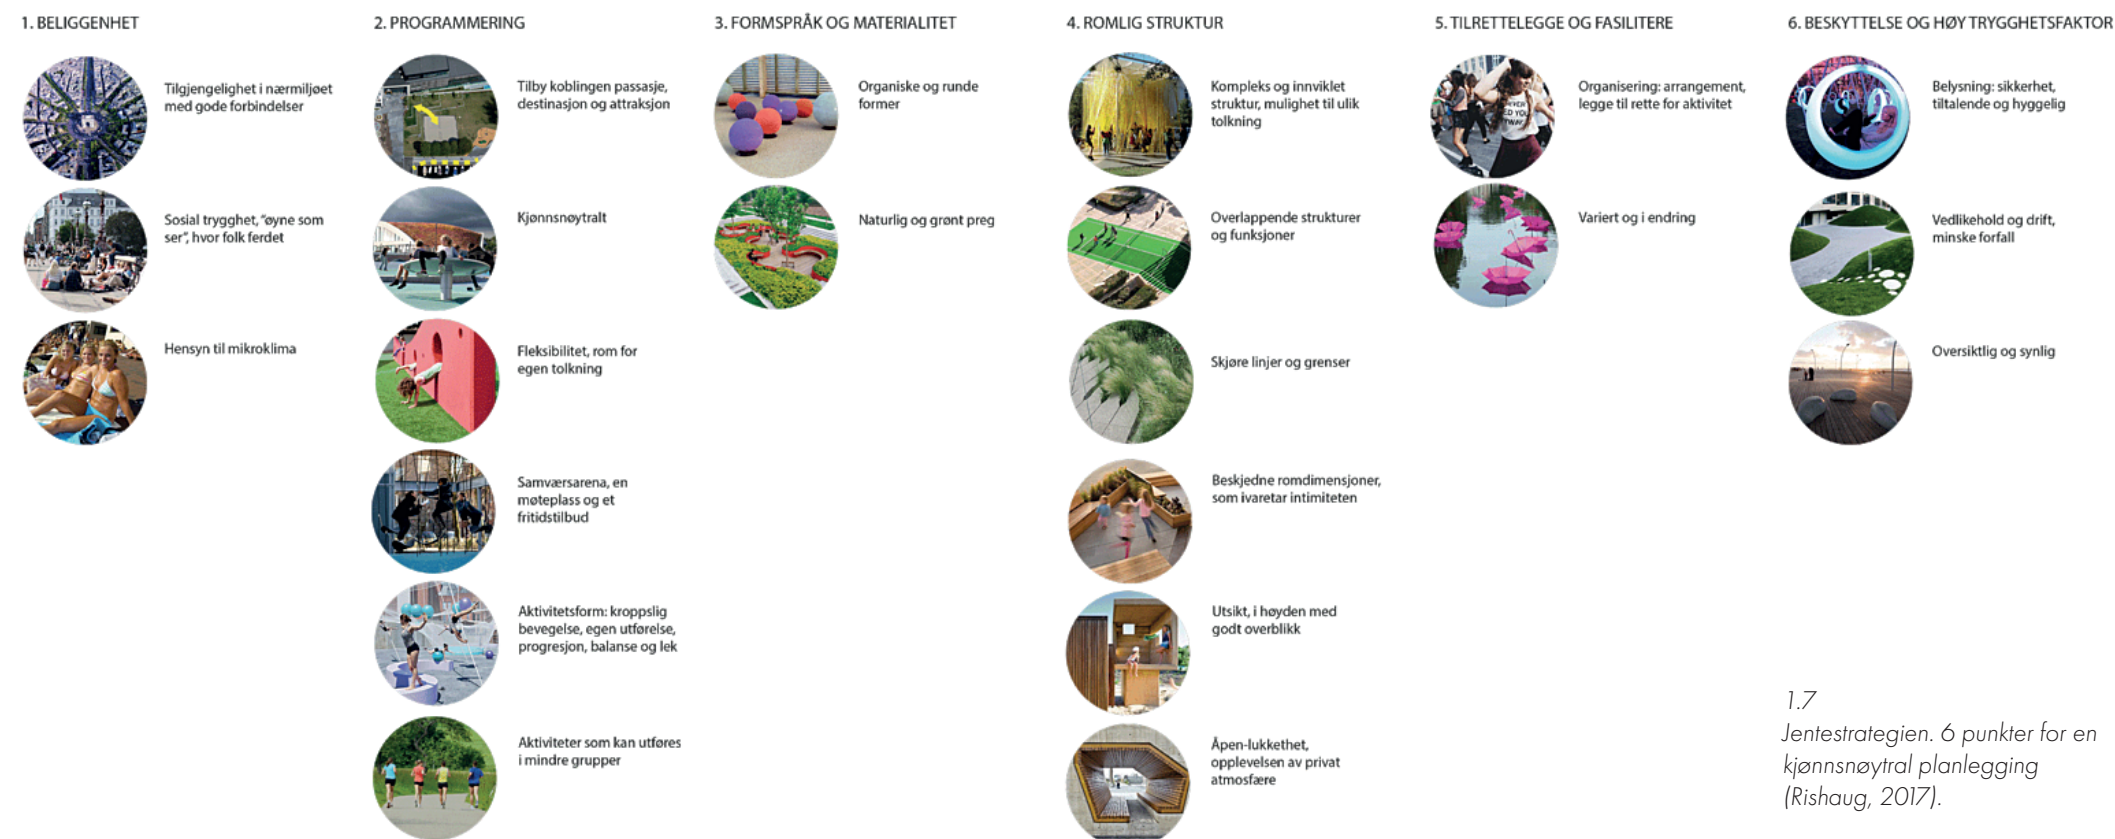 1. BELIGGENHET
Tilgjengelighet i nærmiljøet
med gode forbindelser
Sosial trygghet, "øyne som
ser", hvor folk ferdet
Hensyn til mikroklima
2. PROGRAMMERING
Tilby koblingen passasje,
destinasjon og attraksjon
Kjønnsnøytralt
Fleksibilitet, rom for
egen tolkning
Samværsarena, en
møteplass og et
fritidstilbud
Aktivitetsform: kroppslig
bevegelse, egen utførelse,
progresjon, balanse og lek
Aktiviteter som kan utføres
i mindre grupper
3. FORMSPRÅK OG MATERIALITET
Organiske og runde
former
Naturlig og grønt preg
4. ROMLIG STRUKTUR
Kompleks og innviklet
struktur, mulighet til ulik
tolkning
Overlappende strukturer
og funksjoner
Skjøre linjer og grenser
Beskjedne romdimensjoner,
som ivaretar intimiteten
Utsikt, i høyden med
godt overblikk
Åpen-lukkethet,
opplevelsen av privat
atmosfære
5. TILRETTELEGGE OG FASILITERE
Organisering: arrangement,
legge til rette for aktivitet
Variert og i endring
6. BESKYTTELSE OG HØY TRYGGHETSFAKTOR
Belysning: sikkerhet,
tiltalende og hyggelig
Vedlikehold og drift,
minske forfall
Oversiktlig og synlig
1.7
Jentestrategien. 6 punkter for en
kjønnsnøytral planlegging
(Rishaug, 2017).